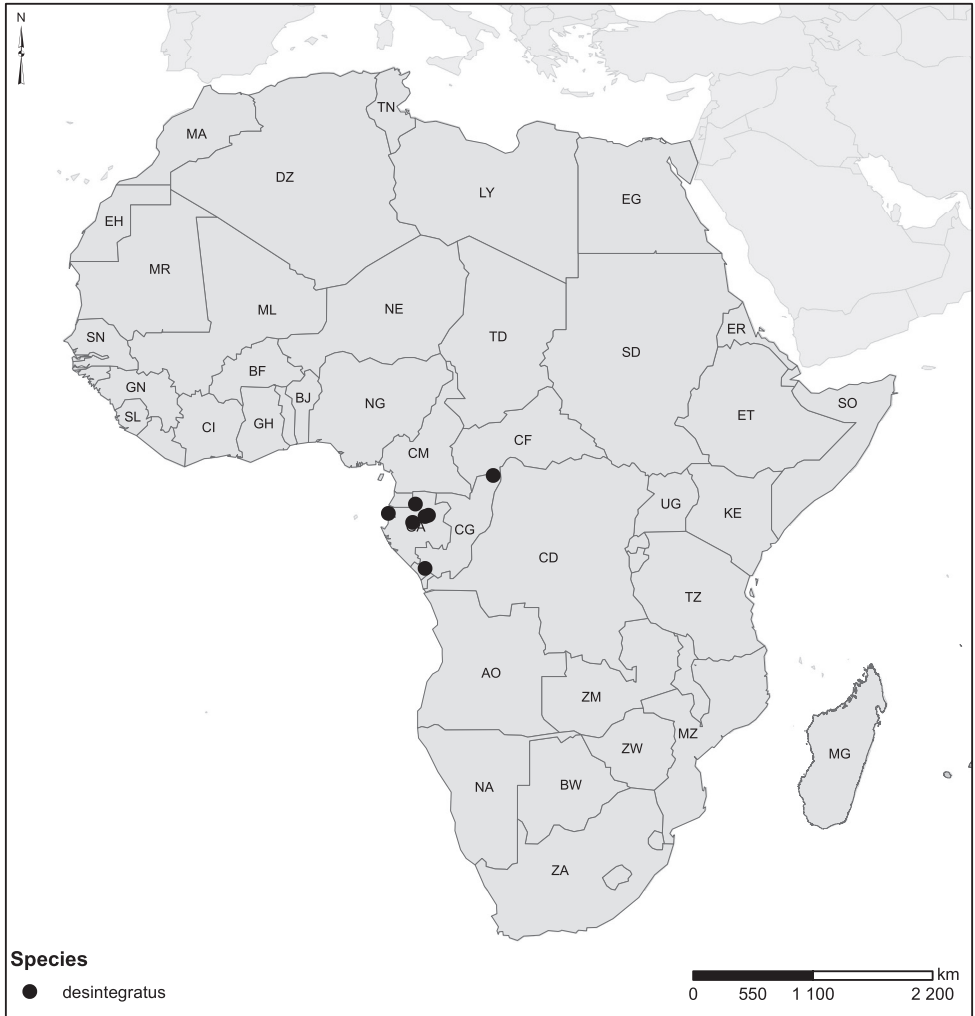 N
TN
MA
DZ
LY
EG
EH
MR
ML
NE
TD
SD
ER
SN
GN
SL
BF
BJ
CI
GH
NG
ET
SO
CM
CF
UG
KE
GA
CG
CD
TZ
AO
ZM
MZ
ZW
MG
NA
BW
ZA
Species
desintegratus
km
0 550 1 100 2 200